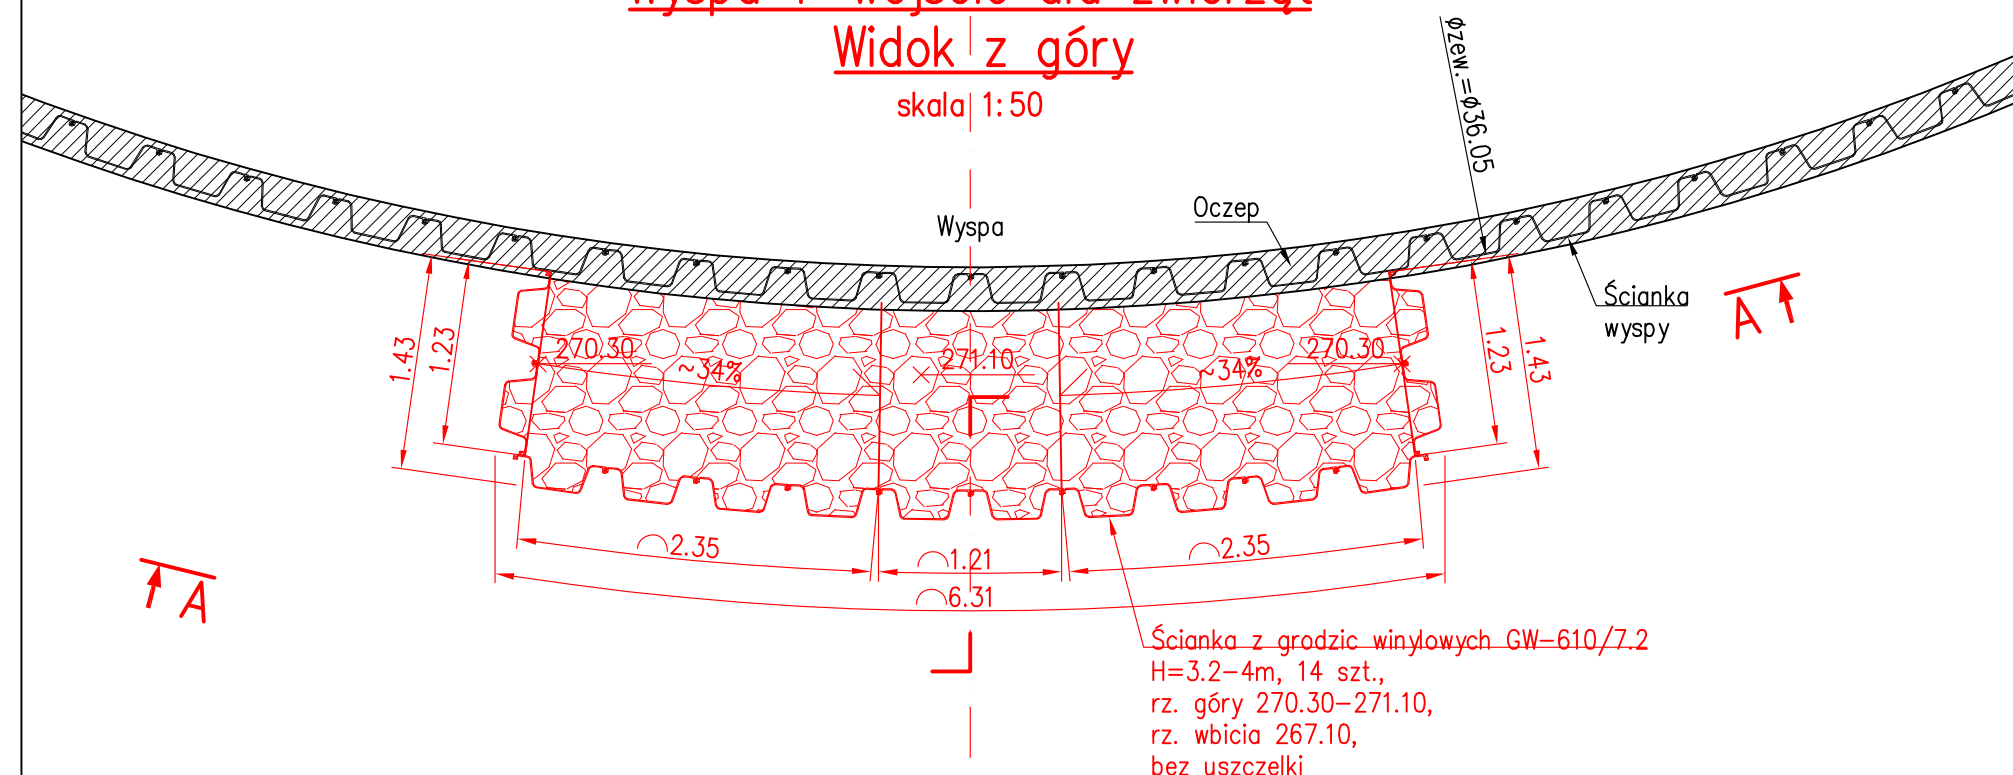 Widok z góry
skala 1:50
øzew.=ø36.05
Wyspa
Oczep
Ścianka
wyspy
A
1.43
1.23
270.30
~34%
271.10
~34%
270.30
1.23
1.43
2.35
1.21
2.35
6.31
A
Ścianka z grodzic winylowych GW-610/7.2
H=3.2-4m, 14 szt.,
rz. góry 270.30-271.10,
rz. wbicia 267.10,
bez uszczelki